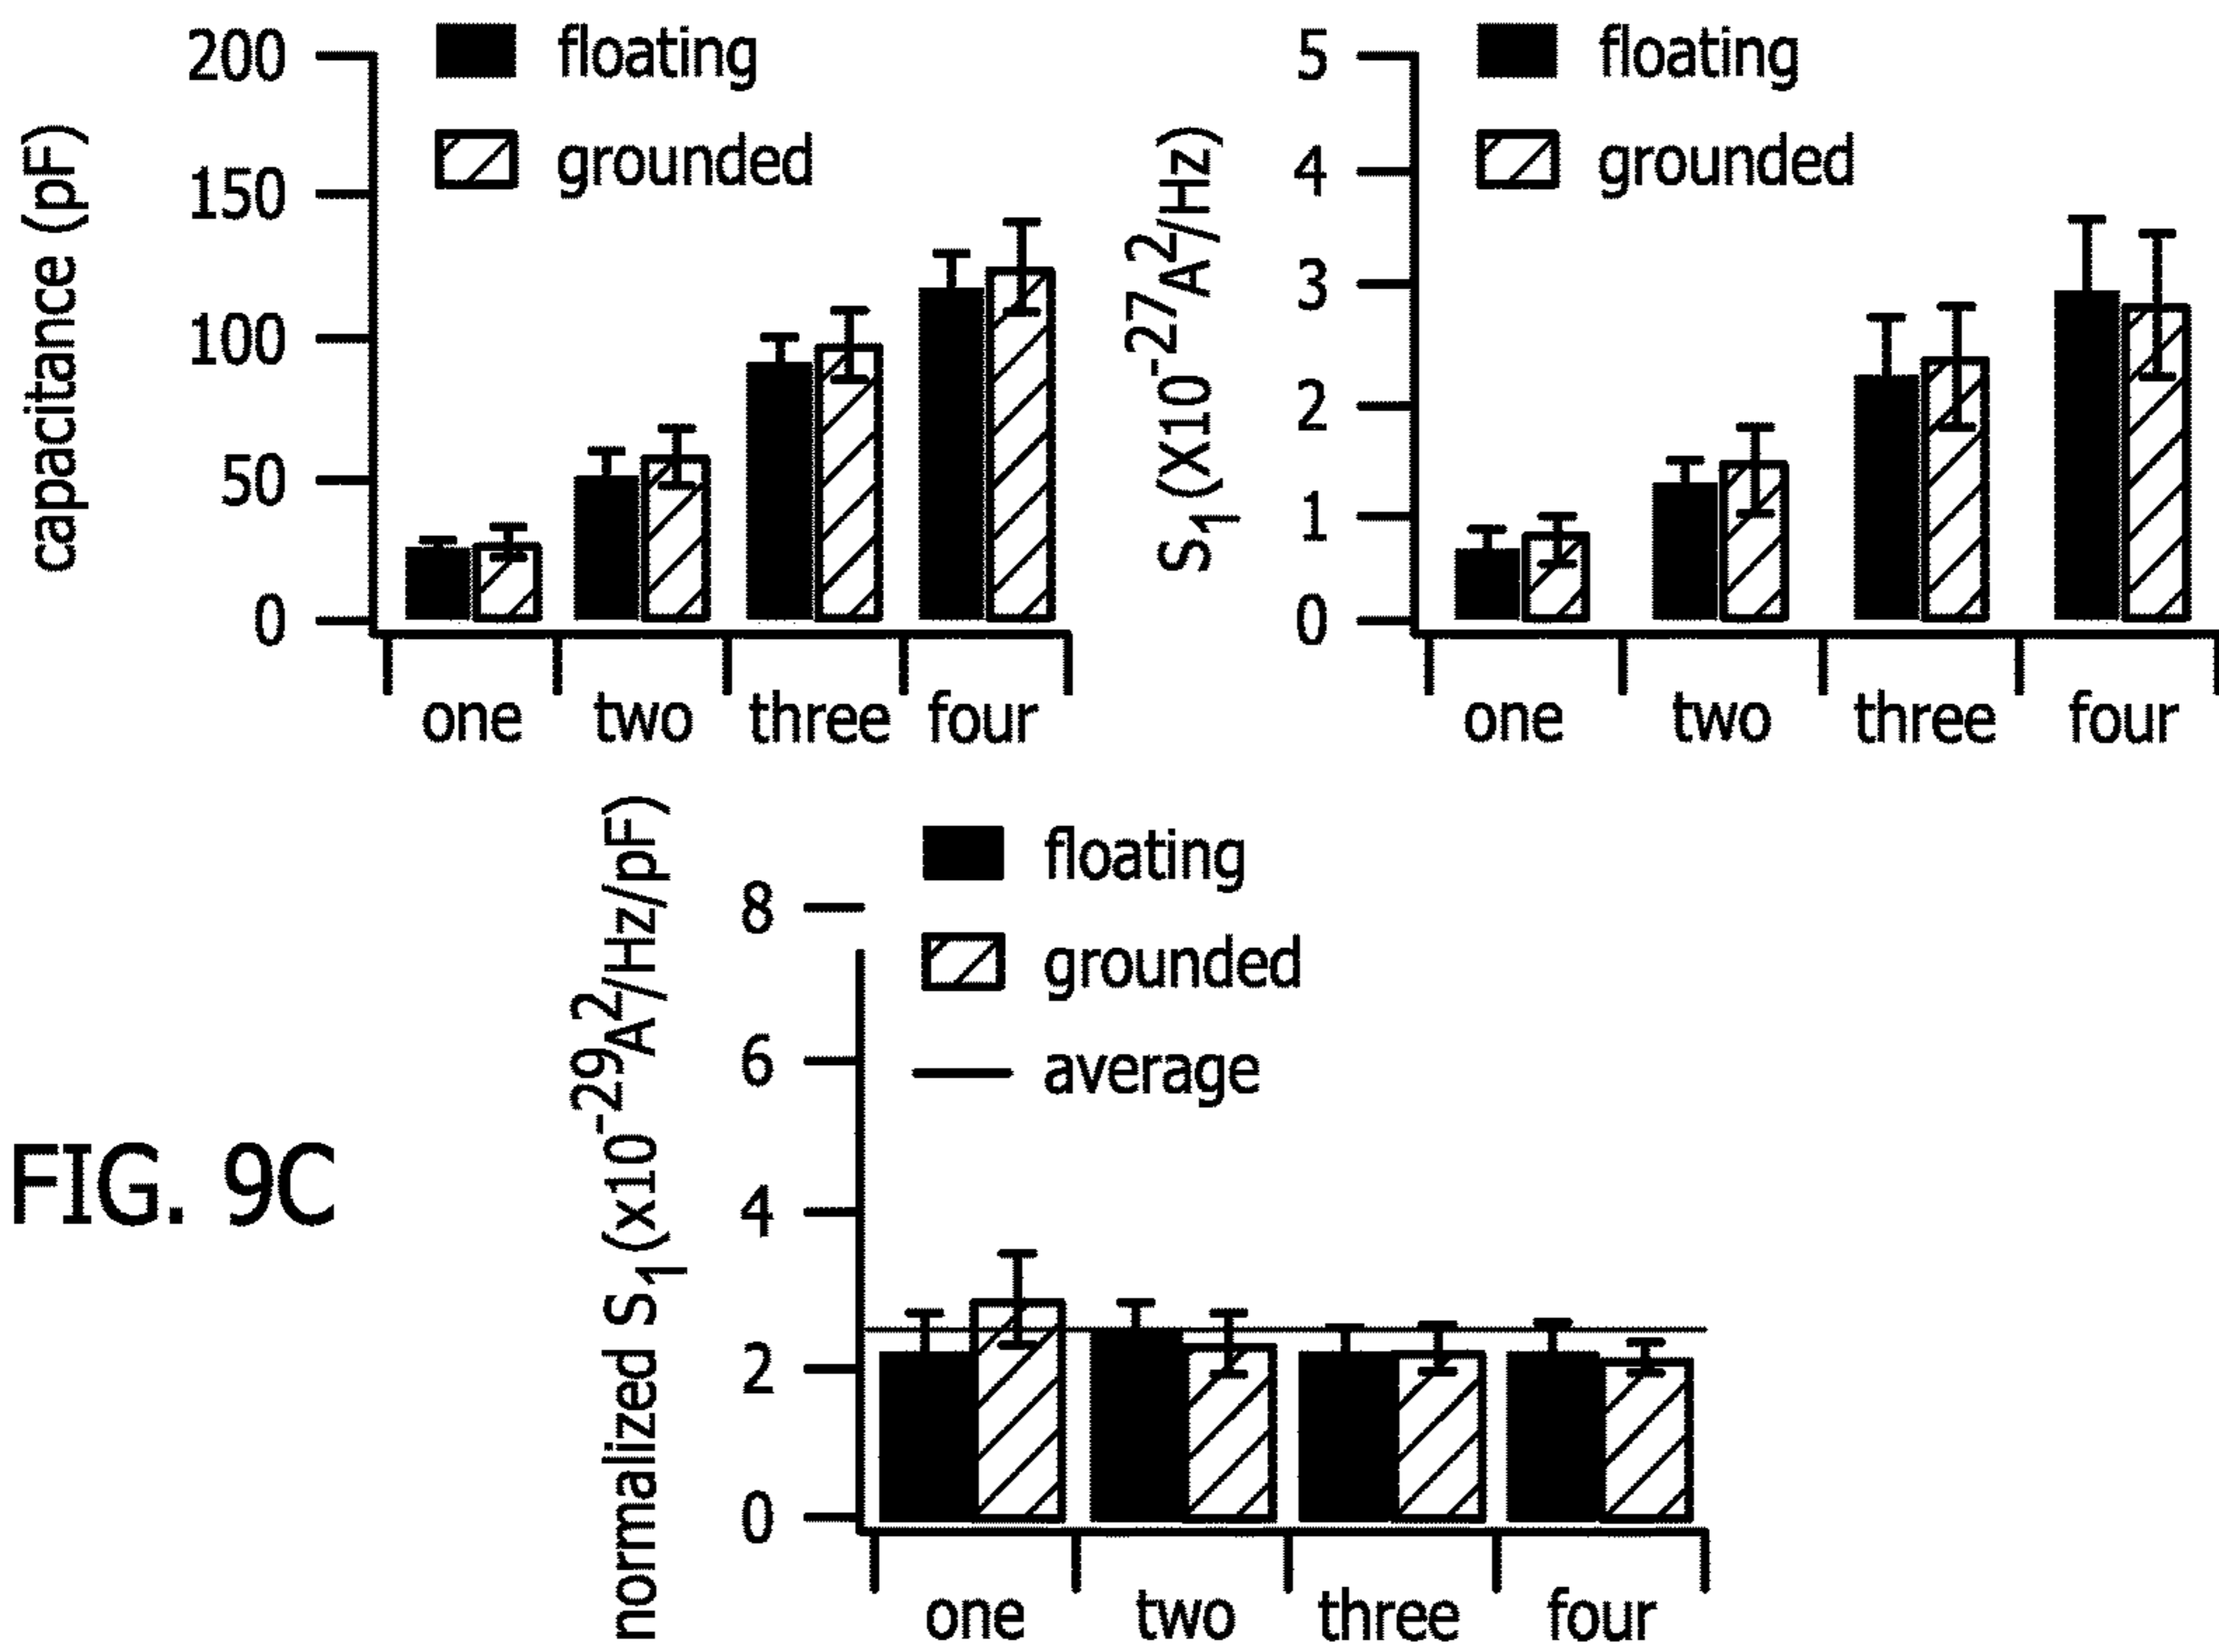 200
150
100
50
0
capacitance (pF)
floating
grounded
one two three four
5
4
3
2
1
0
S₁ (X10⁻²⁷A²/Hz)
floating
grounded
one two three four
FIG. 9C
8
6
4
2
0
normalized S₁ (x10⁻²⁹A²/Hz/pF)
floating
grounded
average
one two three four